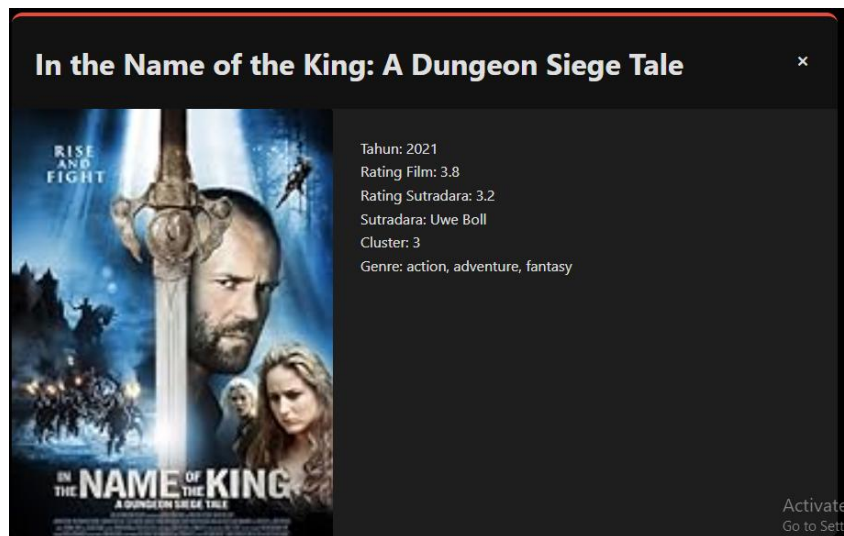 In the Name of the King: A Dungeon Siege Tale
×
RISE
AND
FIGHT
IN THE NAME OF THE KING
A DUNGEON SIEGE TALE
Tahun: 2021
Rating Film: 3.8
Rating Sutradara: 3.2
Sutradara: Uwe Boll
Cluster: 3
Genre: action, adventure, fantasy
Activate
Go to Sett